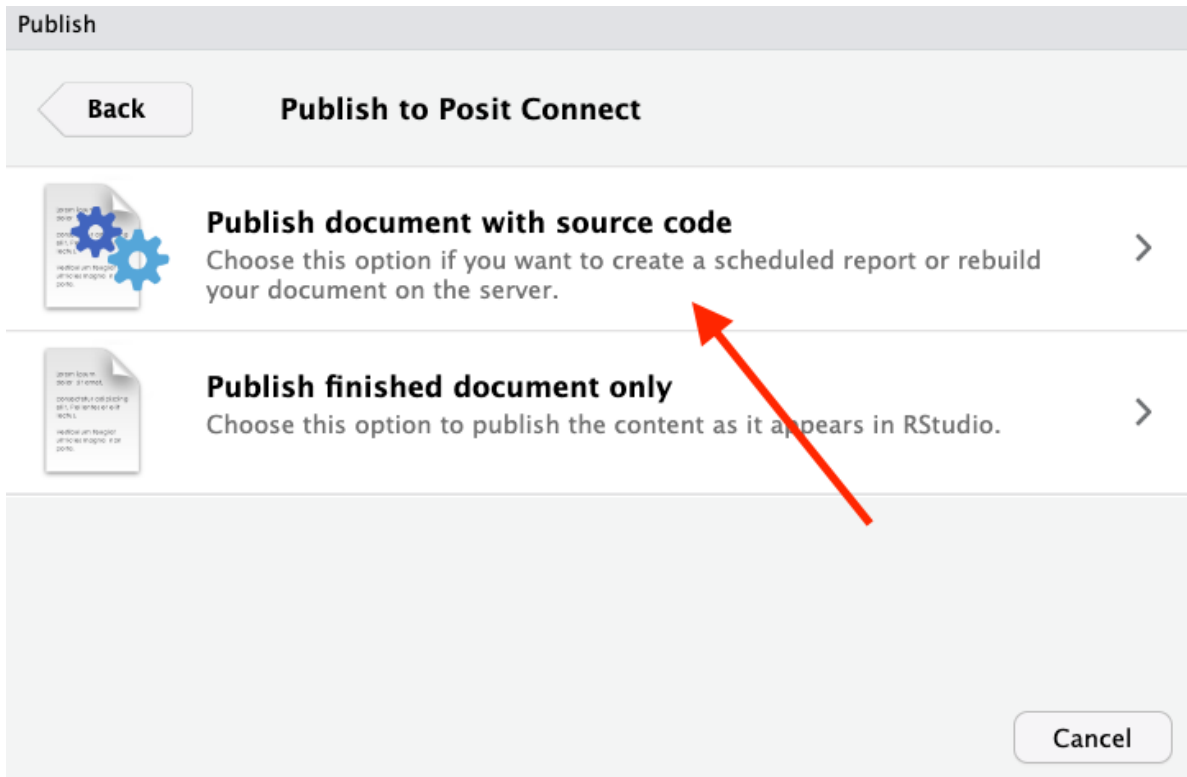 Publish
Back
Publish to Posit Connect
Publish document with source code
Choose this option if you want to create a scheduled report or rebuild
your document on the server.
Publish finished document only
Choose this option to publish the content as it appears in RStudio.
Cancel